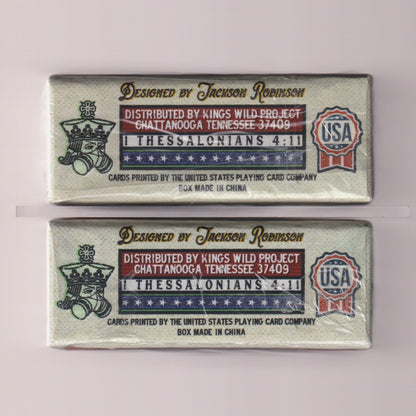 Designed by Jackson Robinson
DISTRIBUTED BY KINGS WILD PROJECT
CHATTANOOGA TENNESSEE 37409
1 THESSALONIANS 4:11
USA
CARDS PRINTED BY THE UNITED STATES PLAYING CARD COMPANY
BOX MADE IN CHINA
Designed by Jackson Robinson
DISTRIBUTED BY KINGS WILD PROJECT
CHATTANOOGA TENNESSEE 37409
1 THESSALONIANS 4:11
USA
CARDS PRINTED BY THE UNITED STATES PLAYING CARD COMPANY
BOX MADE IN CHINA